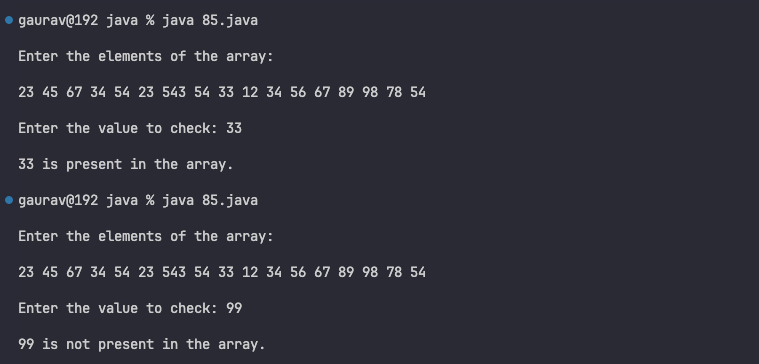 gaurav@192 java % java 85.java
Enter the elements of the array:
23 45 67 34 54 23 543 54 33 12 34 56 67 89 98 78 54
Enter the value to check: 33
33 is present in the array.
gaurav@192 java % java 85.java
Enter the elements of the array:
23 45 67 34 54 23 543 54 33 12 34 56 67 89 98 78 54
Enter the value to check: 99
99 is not present in the array.